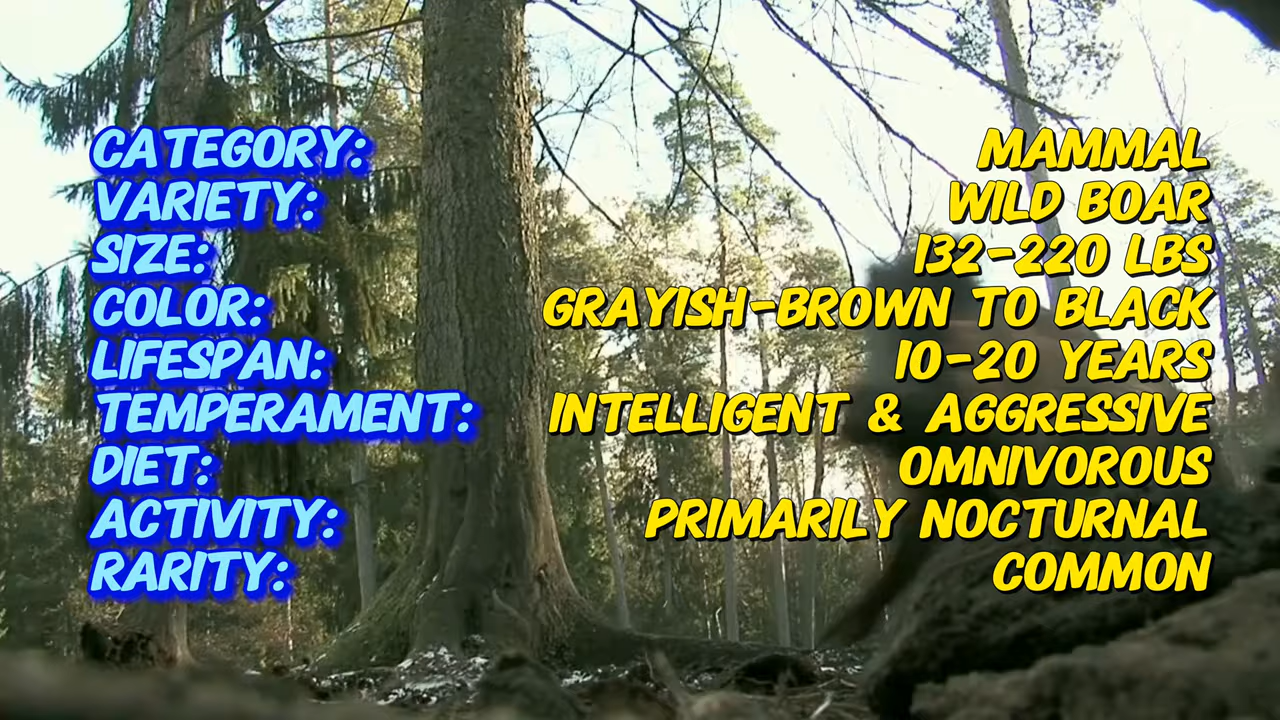 CATEGORY: MAMMAL
VARIETY: WILD BOAR
SIZE: 132-220 LBS
COLOR: GRAYISH-BROWN TO BLACK
LIFESPAN: 10-20 YEARS
TEMPERAMENT: INTELLIGENT & AGGRESSIVE
DIET: OMNIVOROUS
ACTIVITY: PRIMARILY NOCTURNAL
RARITY: COMMON